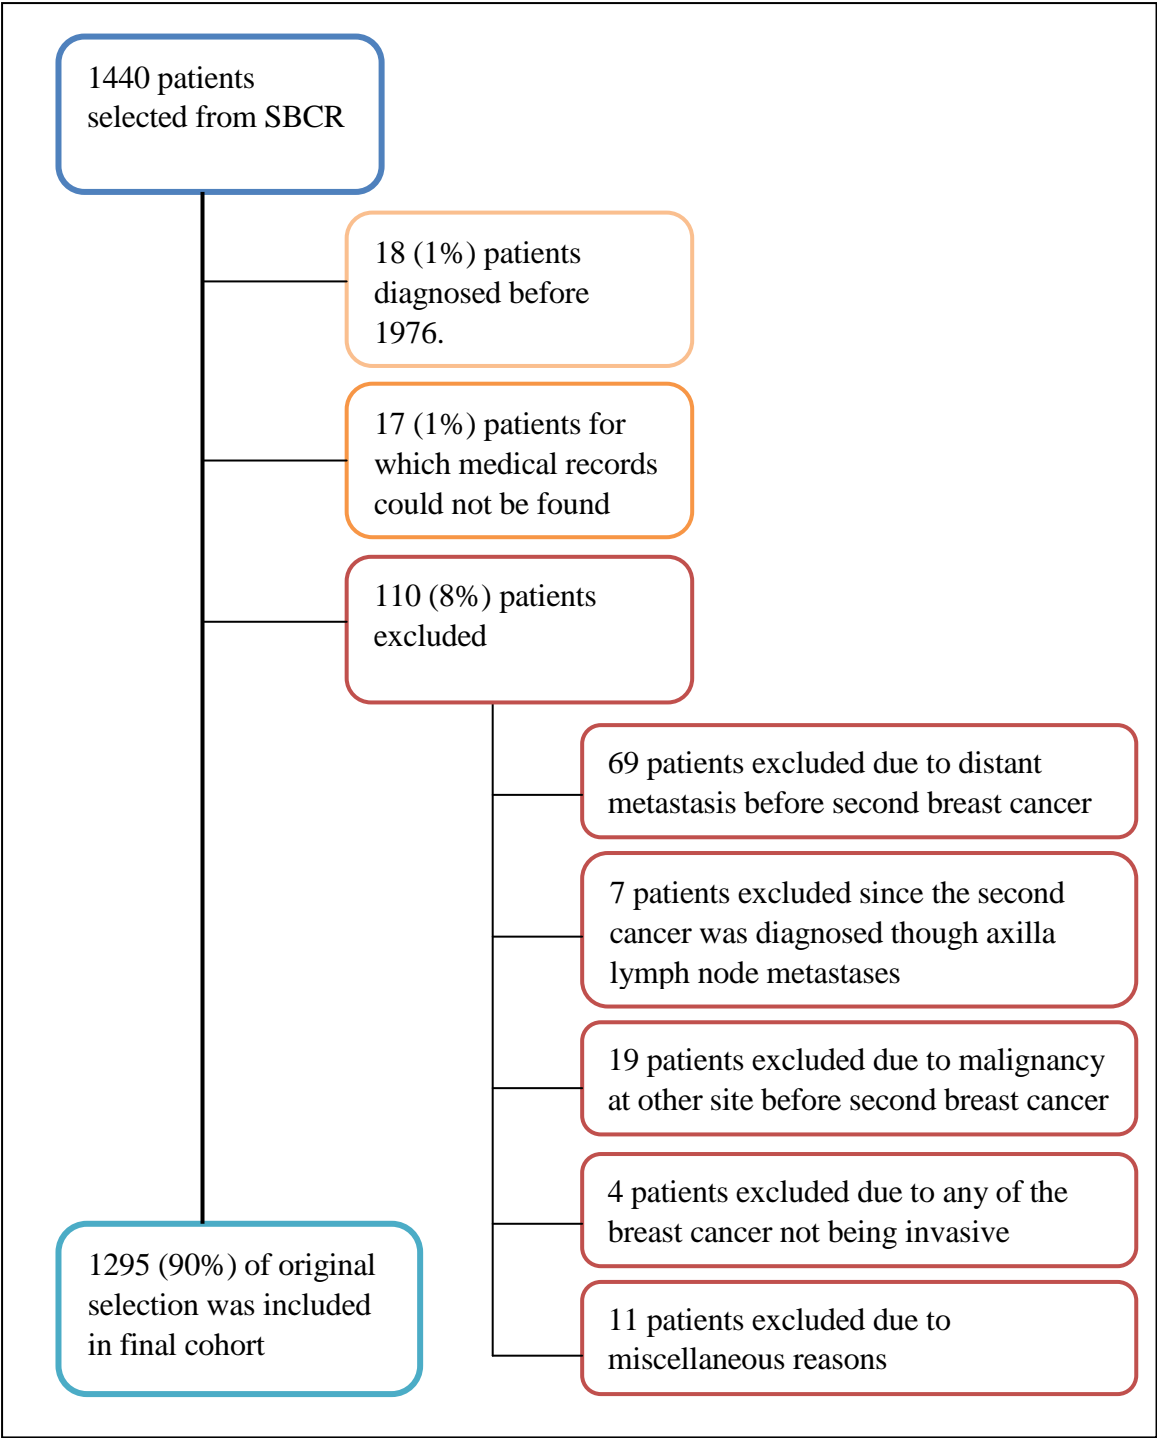 1440 patients
selected from SBCR
18 (1%) patients
diagnosed before
1976.
17 (1%) patients for
which medical records
could not be found
110 (8%) patients
excluded
69 patients excluded due to distant
metastasis before second breast cancer
7 patients excluded since the second
cancer was diagnosed though axilla
lymph node metastases
19 patients excluded due to malignancy
at other site before second breast cancer
4 patients excluded due to any of the
breast cancer not being invasive
11 patients excluded due to
miscellaneous reasons
1295 (90%) of original
selection was included
in final cohort